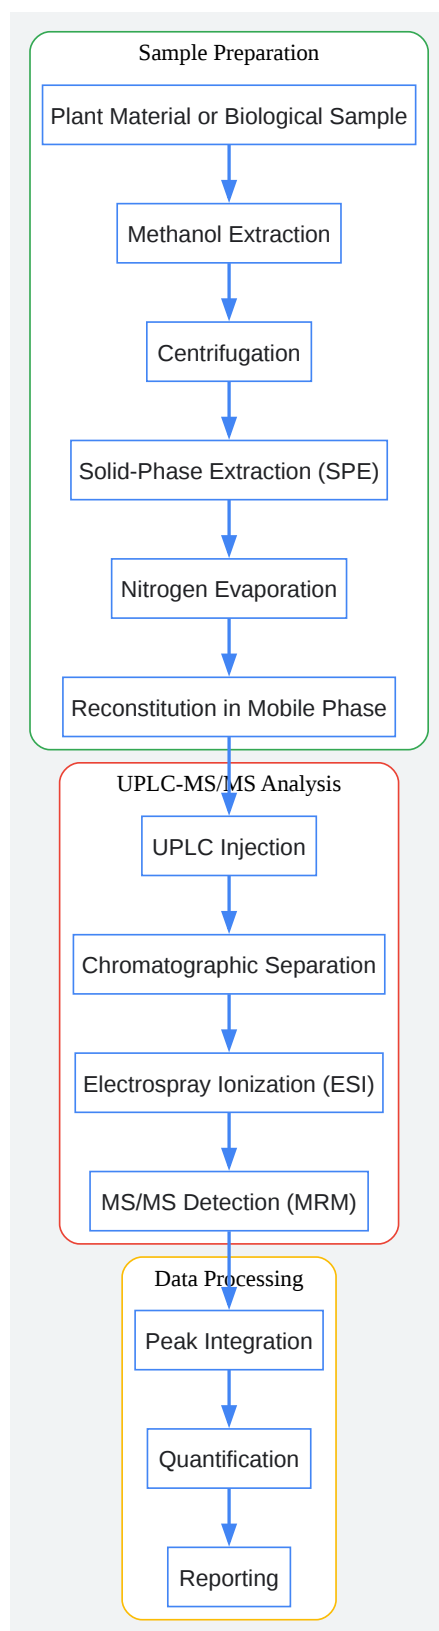 Sample Preparation
Plant Material or Biological Sample
Methanol Extraction
Centrifugation
Solid-Phase Extraction (SPE)
Nitrogen Evaporation
Reconstitution in Mobile Phase
UPLC-MS/MS Analysis
UPLC Injection
Chromatographic Separation
Electrospray Ionization (ESI)
MS/MS Detection (MRM)
Data Processing
Peak Integration
Quantification
Reporting